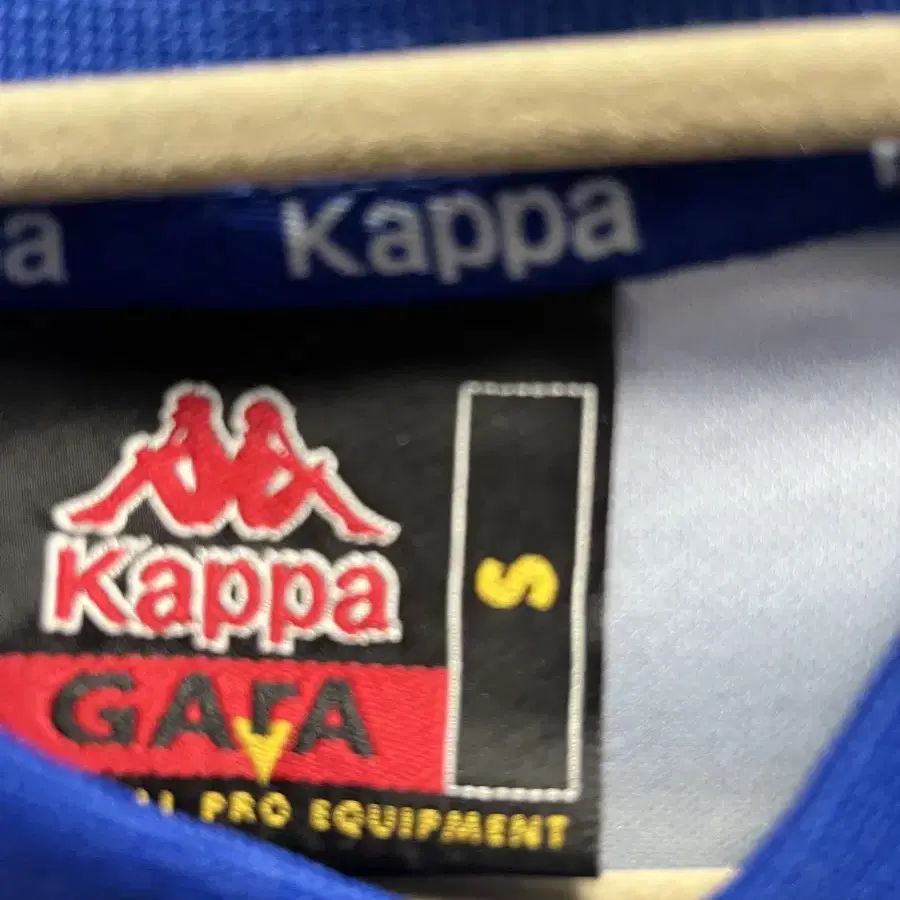 Kappa
Kappa
S
GArA
PRO EQUIPMENT